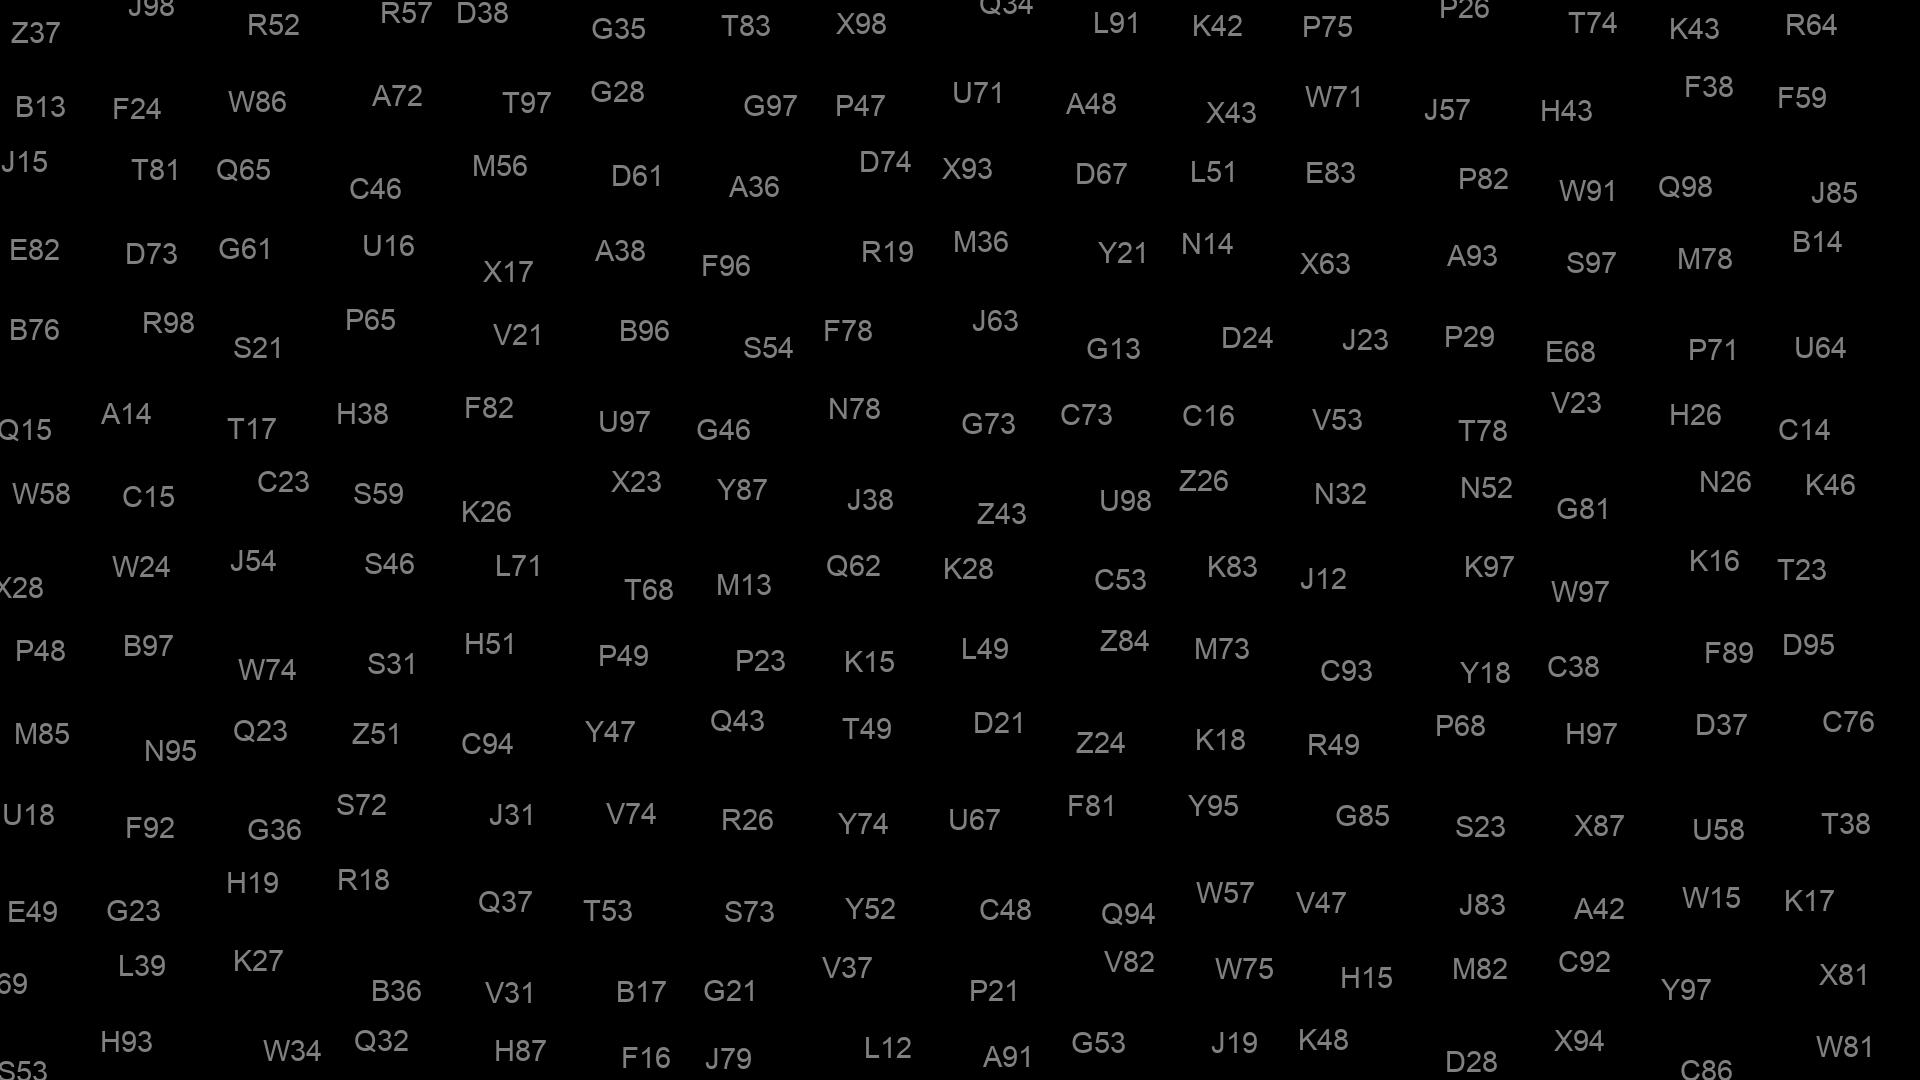 Z37 J98 R52 R57 D38 G35 T83 X98 Q34 L91 K42 P75 P26 T74 K43 R64
B13 F24 W86 A72 T97 G28 G97 P47 U71 A48 X43 W71 J57 H43 F38 F59
J15 T81 Q65 C46 M56 D61 A36 D74 X93 D67 L51 E83 P82 W91 Q98 J85
E82 D73 G61 U16 X17 A38 F96 R19 M36 Y21 N14 X63 A93 S97 M78 B14
B76 R98 S21 P65 V21 B96 S54 F78 J63 G13 D24 J23 P29 E68 P71 U64
Q15 A14 T17 H38 F82 U97 G46 N78 G73 C73 C16 V53 T78 V23 H26 C14
W58 C15 C23 S59 K26 X23 Y87 J38 Z43 U98 Z26 N32 N52 G81 N26 K46
X28 W24 J54 S46 L71 T68 M13 Q62 K28 C53 K83 J12 K97 W97 K16 T23
P48 B97 W74 S31 H51 P49 P23 K15 L49 Z84 M73 C93 Y18 C38 F89 D95
M85 N95 Q23 Z51 C94 Y47 Q43 T49 D21 Z24 K18 R49 P68 H97 D37 C76
U18 F92 G36 S72 J31 V74 R26 Y74 U67 F81 Y95 G85 S23 X87 U58 T38
E49 G23 H19 R18 Q37 T53 S73 Y52 C48 Q94 W57 V47 J83 A42 W15 K17
69 L39 K27 B36 V31 B17 G21 V37 P21 V82 W75 H15 M82 C92 Y97 X81
S53 H93 W34 Q32 H87 F16 J79 L12 A91 G53 J19 K48 D28 X94 C86 W81